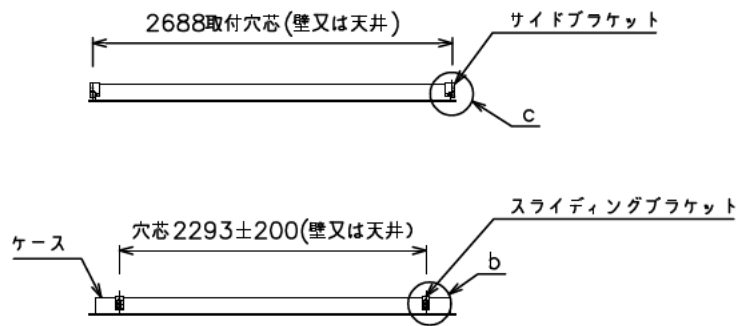 2688取付穴芯(壁又は天井)
サイドブラケット
c
スライディングブラケット
穴芯2293±200(壁又は天井)
ケース
b